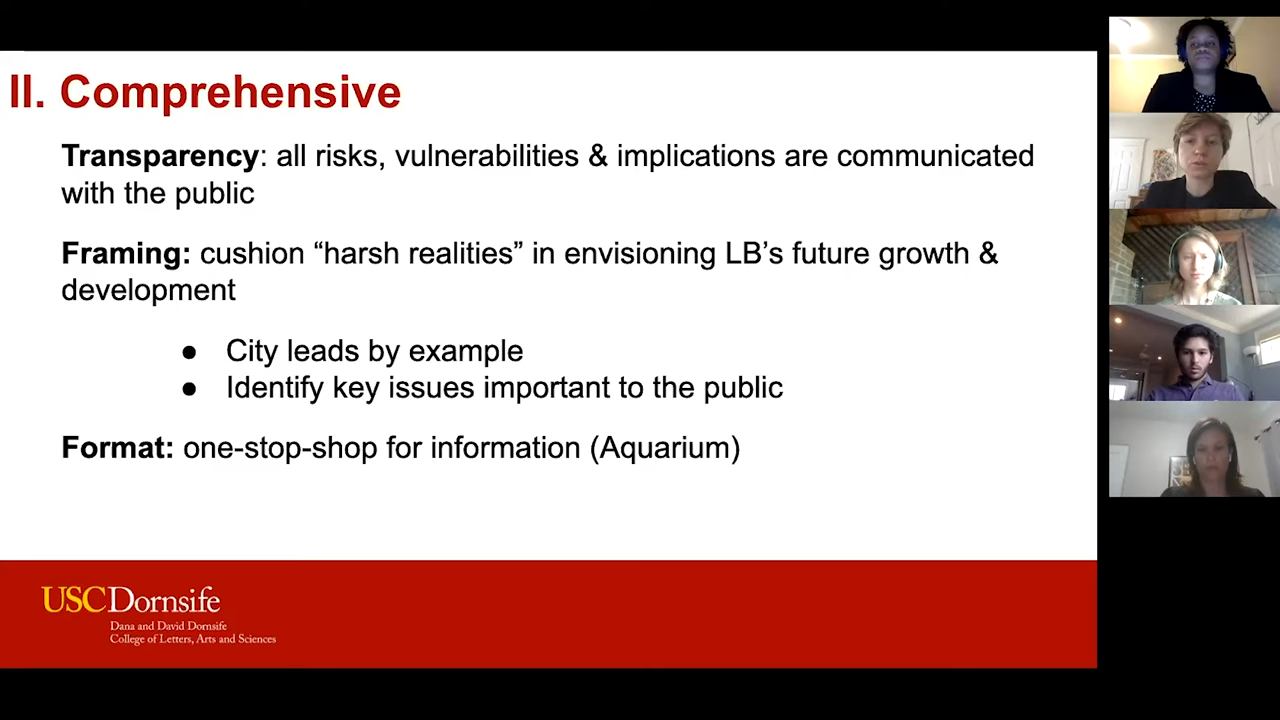 II. Comprehensive
Transparency: all risks, vulnerabilities & implications are communicated
with the public
Framing: cushion “harsh realities” in envisioning LB’s future growth &
development
● City leads by example
● Identify key issues important to the public
Format: one-stop-shop for information (Aquarium)
USCDornsife
Dana and David Dornsife
College of Letters, Arts and Sciences